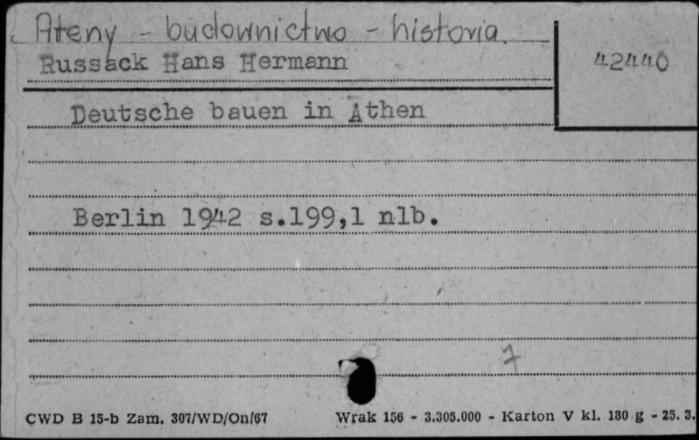 Ateny - budownictwo - historia.
Russack Hans Hermann
42440
Deutsche bauen in Athen
Berlin 1942 s.199,1 nlb.
7
CWD B 15-b Zam. 307/WD/On/67 Wrak 156 - 3.305.000 - Karton V kl. 180 g - 25. 3.